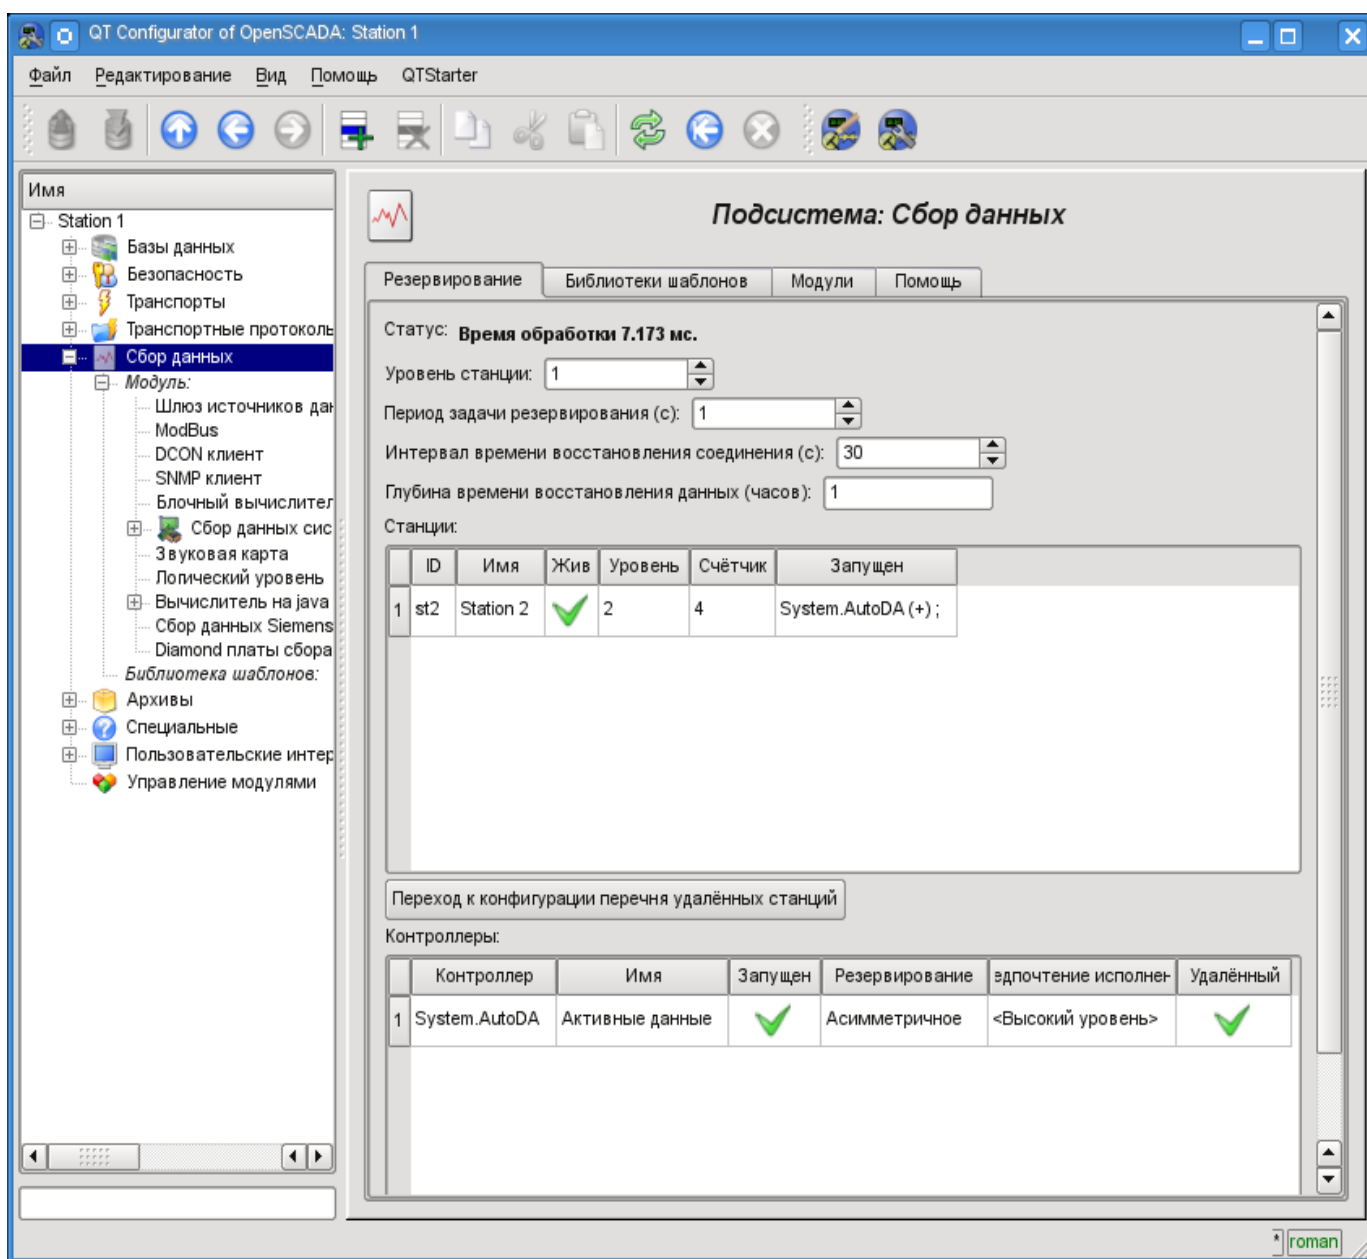 QT Configurator of OpenSCADA: Station 1
Файл Редактирование Вид Помощь QTStarter
Имя
Station 1
Базы данных
Безопасность
Транспорты
Транспортные протоколь
Сбор данных
Модуль:
Шлюз источников дан
ModBus
DCON клиент
SNMP клиент
Блочный вычислител
Сбор данных сис
Звуковая карта
Логический уровень
Вычислитель на java
Сбор данных Siemens
Diamond платы сбора
Библиотека шаблонов:
Архивы
Специальные
Пользовательские интер
Управление модулями
Подсистема: Сбор данных
Резервирование Библиотеки шаблонов Модули Помощь
Статус: Время обработки 7.173 мс.
Уровень станции: 1
Период задачи резервирования (с): 1
Интервал времени восстановления соединения (с): 30
Глубина времени восстановления данных (часов): 1
Станции:
ID Имя Жив Уровень Счётчик Запущен
1 st2 Station 2 2 4 System.AutoDA (+) ;
Переход к конфигурации перечня удалённых станций
Контроллеры:
Контроллер Имя Запущен Резервирование едпочтение исполнен Удалённый
1 System.AutoDA Активные данные Асимметричное <Высокий уровень>
* roman